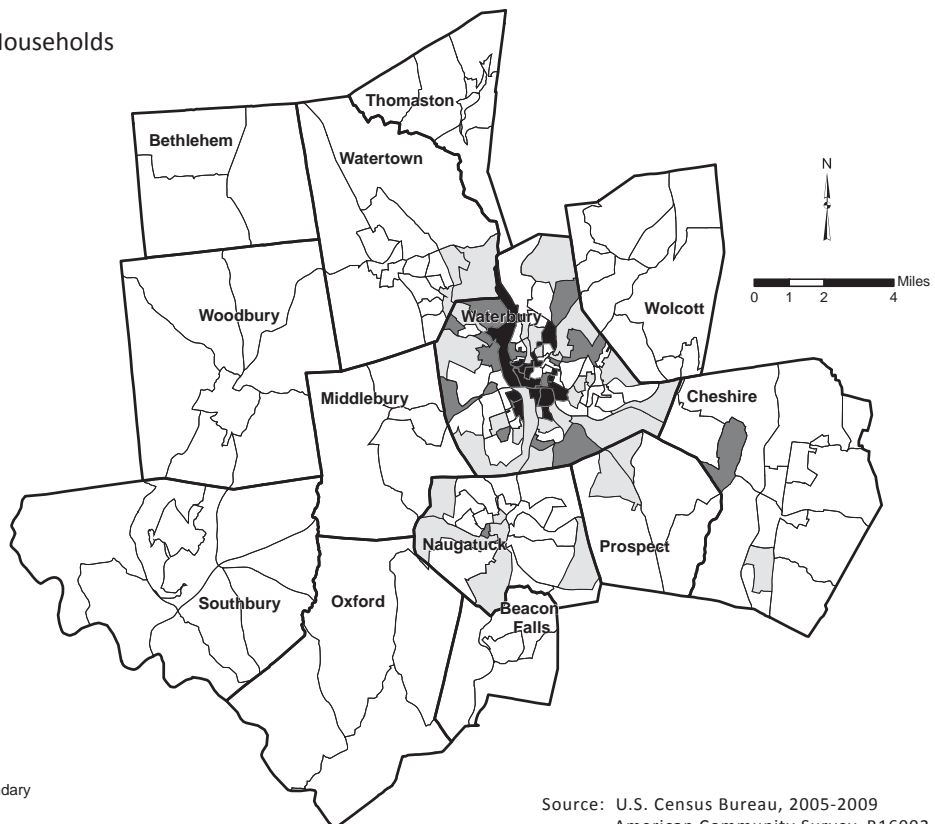 Households
Thomaston
Bethlehem
Watertown
N
Miles
0 1 2 4
Woodbury
Waterbury
Wolcott
Middlebury
Cheshire
Naugatuck
Prospect
Southbury
Oxford
Beacon
Falls
Source: U.S. Census Bureau, 2005-2009